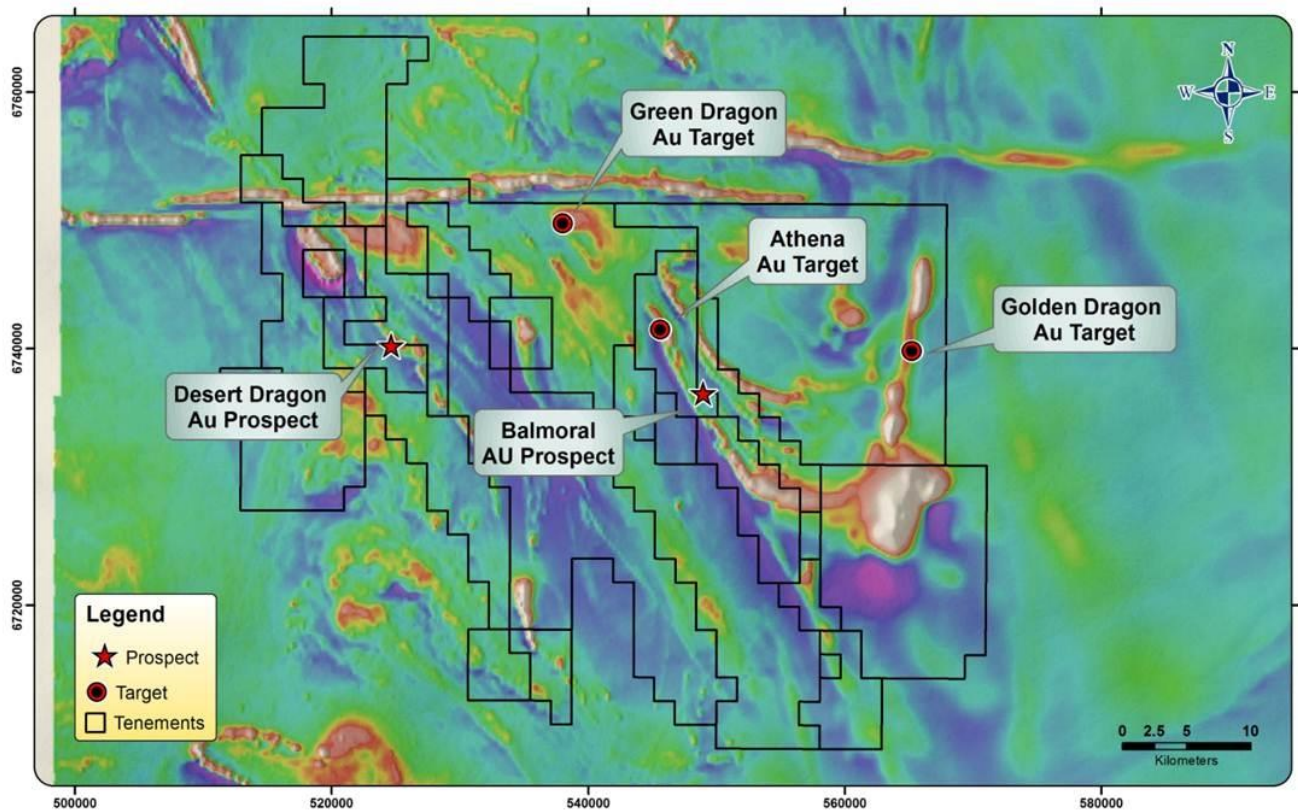 N
W E
S
Green Dragon
Au Target
Athena
Au Target
Golden Dragon
Au Target
Desert Dragon
Au Prospect
Balmoral
AU Prospect
6760000
6740000
6720000
Legend
Prospect
Target
Tenements
0 2.5 5 10
Kilometers
500000 520000 540000 560000 580000